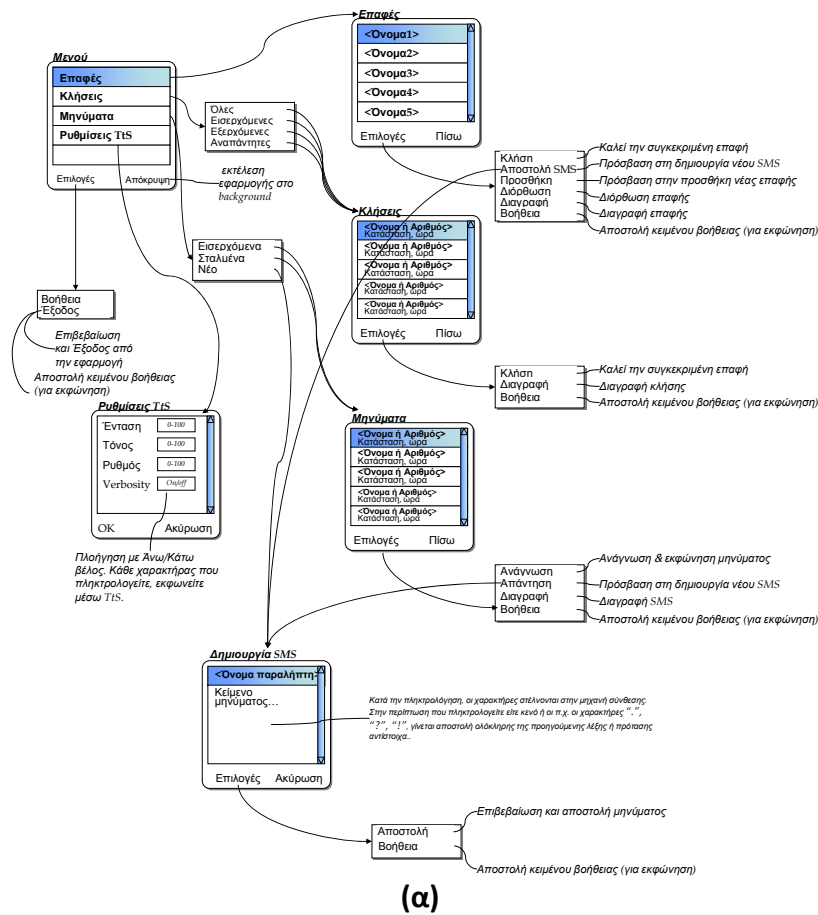 Επαφές
<Όνομα1>
<Όνομα2>
<Όνομα3>
<Όνομα4>
<Όνομα5>
Επιλογές Πίσω
Μενού
Επαφές
Κλήσεις
Μηνύματα
Ρυθμίσεις TtS
Επιλογές Απόκρυψη
Όλες
Εισερχόμενες
Εξερχόμενες
Αναπάντητες
εκτέλεση
εφαρμογής στο
background
Κλήση
Αποστολή SMS
Προσθήκη
Διόρθωση
Διαγραφή
Βοήθεια
Καλεί την συγκεκριμένη επαφή
Πρόσβαση στη δημιουργία νέου SMS
Πρόσβαση στην προσθήκη νέας επαφής
Διόρθωση επαφής
Διαγραφή επαφής
Αποστολή κειμένου βοήθειας (για εκφώνηση)
Κλήσεις
<Όνομα ή Αριθμός>
Κατάσταση, ώρα
<Όνομα ή Αριθμός>
Κατάσταση, ώρα
<Όνομα ή Αριθμός>
Κατάσταση, ώρα
<Όνομα ή Αριθμός>
Κατάσταση, ώρα
<Όνομα ή Αριθμός>
Κατάσταση, ώρα
Επιλογές Πίσω
Εισερχόμενα
Σταλμένα
Νέο
Βοήθεια
Έξοδος
Επιβεβαίωση
και Έξοδος από
την εφαρμογή
Αποστολή κειμένου βοήθειας
(για εκφώνηση)
Κλήση
Διαγραφή
Βοήθεια
Καλεί την συγκεκριμένη επαφή
Διαγραφή κλήσης
Αποστολή κειμένου βοήθειας (για εκφώνηση)
Ρυθμίσεις TtS
Ένταση 0-100
Τόνος 0-100
Ρυθμός 0-100
Verbosity On/off
OK Ακύρωση
Πλοήγηση με Άνω/Κάτω
βέλος. Κάθε χαρακτήρας που
πληκτρολογείτε, εκφωνείτε
μέσω TtS.
Μηνύματα
<Όνομα ή Αριθμός>
Κατάσταση, ώρα
<Όνομα ή Αριθμός>
Κατάσταση, ώρα
<Όνομα ή Αριθμός>
Κατάσταση, ώρα
<Όνομα ή Αριθμός>
Κατάσταση, ώρα
<Όνομα ή Αριθμός>
Κατάσταση, ώρα
Επιλογές Πίσω
Ανάγνωση
Απάντηση
Διαγραφή
Βοήθεια
Ανάγνωση & εκφώνηση μηνύματος
Πρόσβαση στη δημιουργία νέου SMS
Διαγραφή SMS
Αποστολή κειμένου βοήθειας (για εκφώνηση)
Δημιουργία SMS
<Όνομα παραλήπτη>
Κείμενο
μηνύματος...
Επιλογές Ακύρωση
Κατά την πληκτρολόγηση, οι χαρακτήρες στέλνονται στην μηχανή σύνθεσης.
Στην περίπτωση που πληκτρολογείτε είτε κενό ή οι π.χ. οι χαρακτήρες “.”,
“?”, “!”, γίνεται αποστολή ολόκληρης της προηγούμενης λέξης ή πρότασης
αντίστοιχα..
Αποστολή
Βοήθεια
Επιβεβαίωση και αποστολή μηνύματος
Αποστολή κειμένου βοήθειας (για εκφώνηση)
(α)